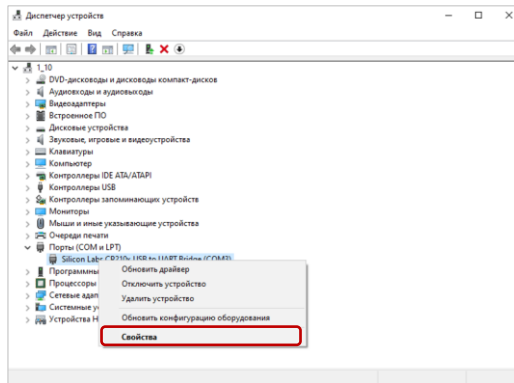 Диспетчер устройств
Файл Действие Вид Справка
1_10
DVD-дисководы и дисководы компакт-дисков
Аудиовходы и аудиовыходы
Видеоадаптеры
Встроенное ПО
Дисковые устройства
Звуковые, игровые и видеоустройства
Клавиатуры
Компьютер
Контроллеры IDE ATA/ATAPI
Контроллеры USB
Контроллеры запоминающих устройств
Мониторы
Мыши и иные указывающие устройства
Очереди печати
Порты (COM и LPT)
Silicon Labs CP210x USB to UART Bridge (COM3)
Программны
Обновить драйвер
Процессоры
Отключить устройство
Сетевые адап
Удалить устройство
Системные у
Обновить конфигурацию оборудования
Устройства H
Свойства